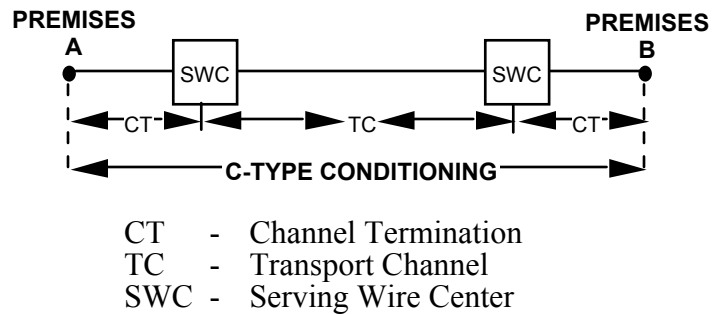 PREMISES
A
PREMISES
B
SWC
SWC
CT
TC
CT
C-TYPE CONDITIONING
CT - Channel Termination
TC - Transport Channel
SWC - Serving Wire Center